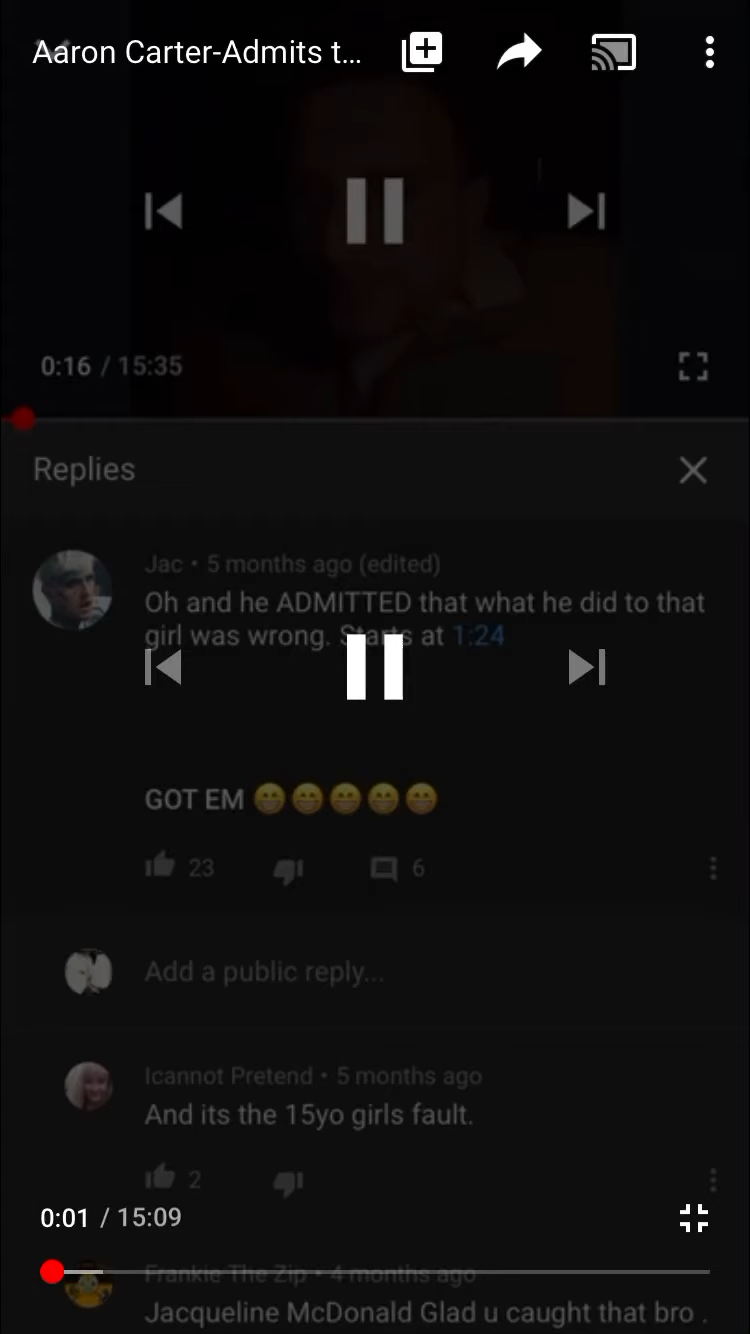 Aaron Carter-Admits t...
0:16 / 15:35
Replies
Jac • 5 months ago (edited)
Oh and he ADMITTED that what he did to that
girl was wrong. Starts at 1:24
GOT EM 😁😁😁😁😁
23 6
Add a public reply...
Icannot Pretend • 5 months ago
And its the 15yo girls fault.
2
0:01 / 15:09
Frankie The Zip • 4 months ago
Jacqueline McDonald Glad u caught that bro .